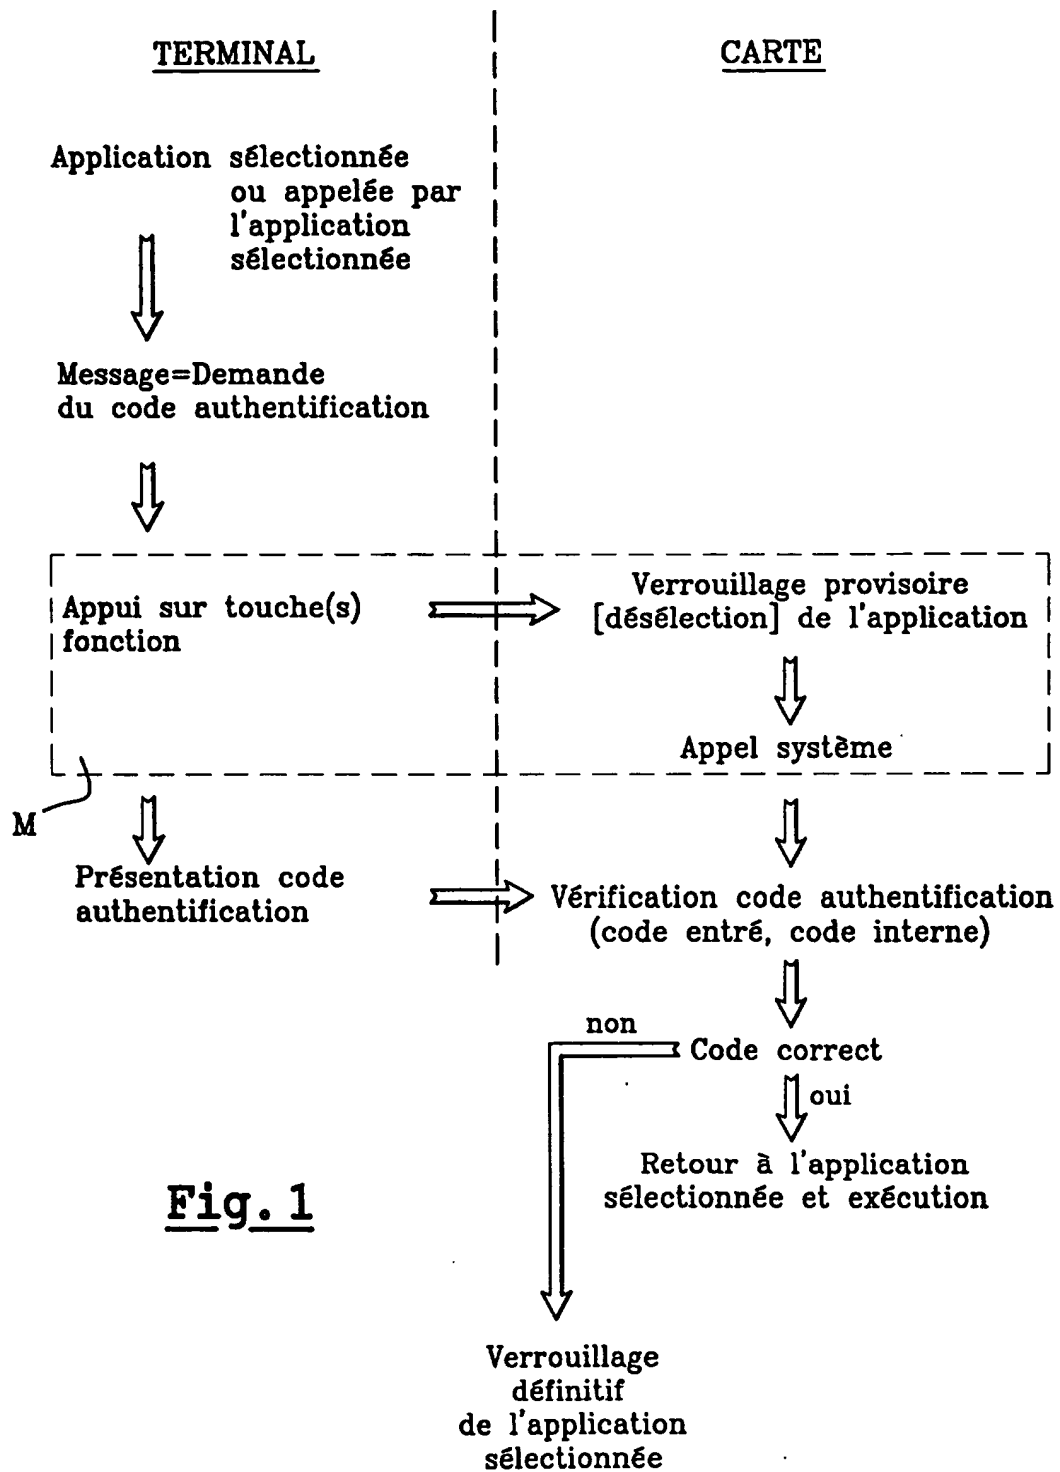 TERMINAL
CARTE
Application sélectionnée
ou appelée par
l'application
sélectionnée
Message=Demande
du code authentification
Appui sur touche(s)
fonction
Verrouillage provisoire
[désélection] de l'application
Appel système
M
Présentation code
authentification
Vérification code authentification
(code entré, code interne)
non
Code correct
oui
Retour à l'application
sélectionnée et exécution
Fig. 1
Verrouillage
définitif
de l'application
sélectionnée